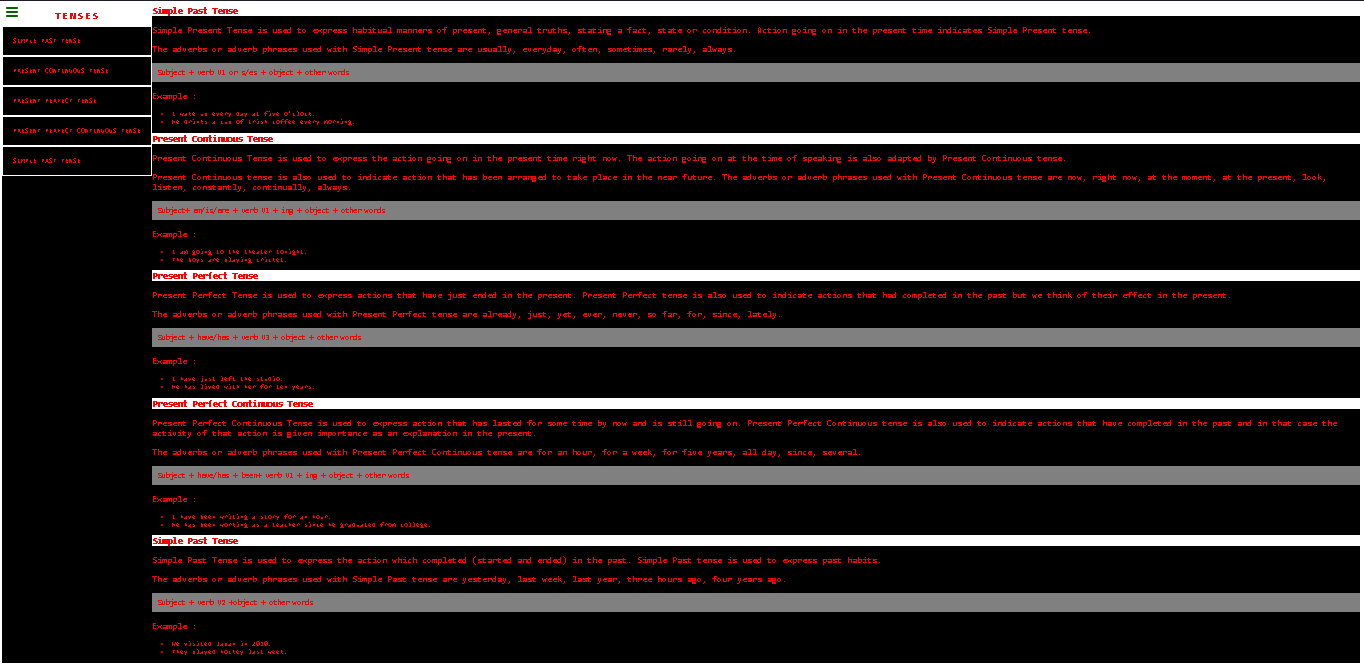 TENSES
SIMPLE PAST TENSE
PRESENT CONTINUOUS TENSE
PRESENT PERFECT TENSE
PRESENT PERFECT CONTINUOUS TENSE
SIMPLE PAST TENSE
Simple Past Tense
Simple Present Tense is used to express habitual manners of present, general truths, stating a fact, state or condition. Action going on in the present time indicates Simple Present tense.
The adverbs or adverb phrases used with Simple Present tense are usually, everyday, often, sometimes, rarely, always.
Subject + verb V1 or s/es + object + other words
Example :
I wake up every day at five
He drinks a cup of Irish coffee every morning.
Present Continuous Tense
Present Continuous Tense is used to express the action going on in the present time right now. The action going on at the time of speaking is also adapted by Present Continuous tense.
Present Continuous tense is also used to indicate action that has been arranged to take place in the near future. The adverbs or adverb phrases used with Present Continuous tense are now, right now, at the moment, at the present, look,
listen, constantly, continually, always.
Subject+ am/is/are + verb V1 + ing + object + other words
Example :
I am going to the theater tonight.
The boys are playing cricket.
Present Perfect Tense
Present Perfect Tense is used to express actions that have just ended in the present. Present Perfect tense is also used to indicate actions that had completed in the past but we think of their effect in the present.
The adverbs or adverb phrases used with Present Perfect tense are already, just, yet, ever, never, so far, for, since, lately.
Subject + have/has + verb V3 + object + other words
Example :
I have just left the studio.
He has lived with her for ten years.
Present Perfect Continuous Tense
Present Perfect Continuous Tense is used to express action that has lasted for some time by now and is still going on. Present Perfect Continuous tense is also used to indicate actions that have completed in the past and in that case the
activity of that action is given importance as an explanation in the present.
The adverbs or adverb phrases used with Present Perfect Continuous tense are for an hour, for a week, for five years, all day, since, several.
Subject + have/has + been+ verb V1 + ing + object + other words
Example :
I have been writing a story for an hour.
He has been working as a teacher since he graduated from college.
Simple Past Tense
Simple Past Tense is used to express the action which completed (started and ended) in the past. Simple Past tense is used to express past habits.
The adverbs or adverb phrases used with Simple Past tense are yesterday, last week, last year, three hours ago, four years ago.
Subject + verb V2 +object + other words
Example :
We visited Japan in 2010.
They played hockey last week.